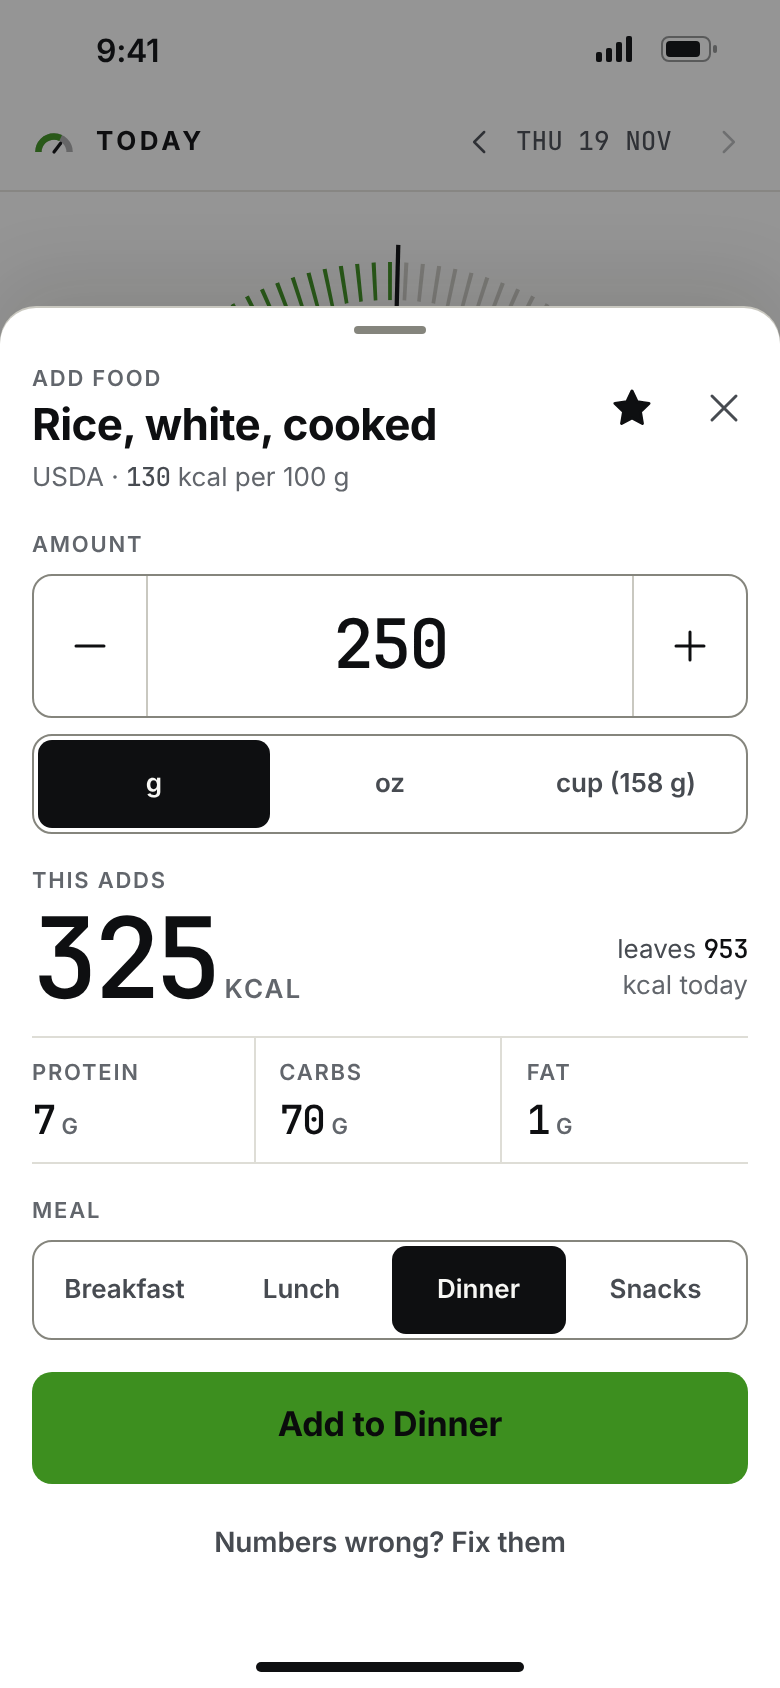 9:41
TODAY
THU 19 NOV
ADD FOOD
Rice, white, cooked
USDA · 130 kcal per 100 g
AMOUNT
250
g
oz
cup (158 g)
THIS ADDS
325 KCAL
leaves 953
kcal today
PROTEIN
7 G
CARBS
70 G
FAT
1 G
MEAL
Breakfast
Lunch
Dinner
Snacks
Add to Dinner
Numbers wrong? Fix them